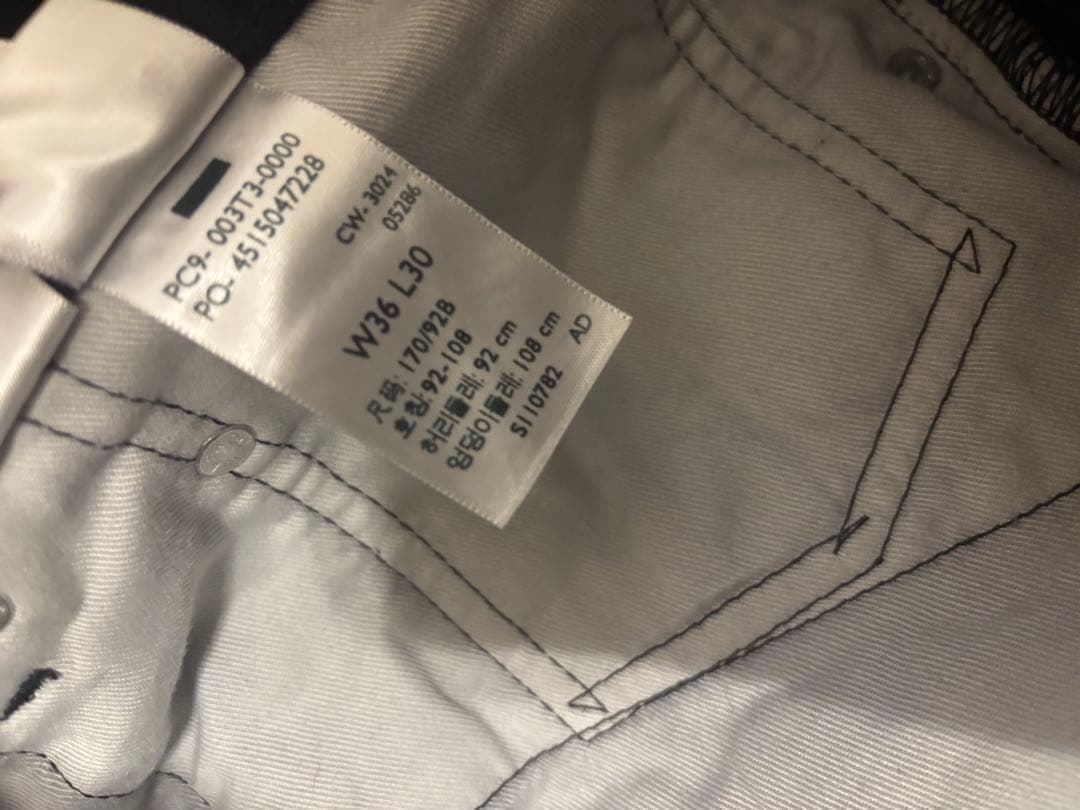 PC9- 003T3-0000
PO- 4515047228
CW- 3024
05286
W36 L30
尺码: 170/92B
호칭: 92-108
허리둘레: 92 cm
엉덩이둘레: 108 cm
S110782 AD